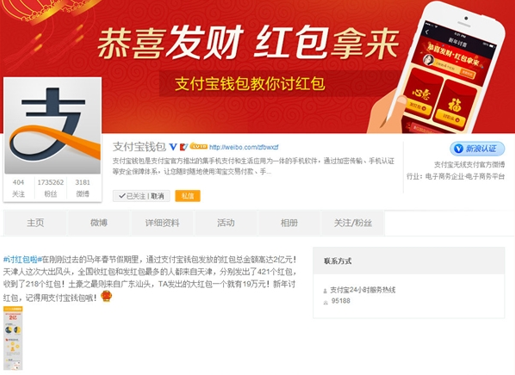 恭喜发财 红包拿来
支付宝钱包教你讨红包
新年讨喜
恭喜发财·红包拿来
心意
福
支
支付宝钱包 http://weibo.com/zfbwxzf
支付宝钱包是支付宝官方推出的集手机支付和生活应用为一体的手机软件，通过加密传输、手机认证
等安全保障体系，让您随时随地使用淘宝交易付款、手...
新浪认证
支付宝无线支付官方微博
行业：电子商务企业-电子商务平台
404 1735262 3181
关注 粉丝 微博
已关注 | 取消 私信
主页 微博 详细资料 活动 相册 关注/粉丝
#讨红包啦#在刚刚过去的马年春节假期里，通过支付宝钱包发放的红包总金额高达2亿元！
天津人这次大出风头，全国收红包和发红包最多的人都来自天津，分别发出了421个红包，
收到了218个红包！土豪之最则来自广东汕头，TA发出的大红包一个就有19万元！新年讨
红包，记得用支付宝钱包哦！
联系方式
支付宝24小时服务热线
95188